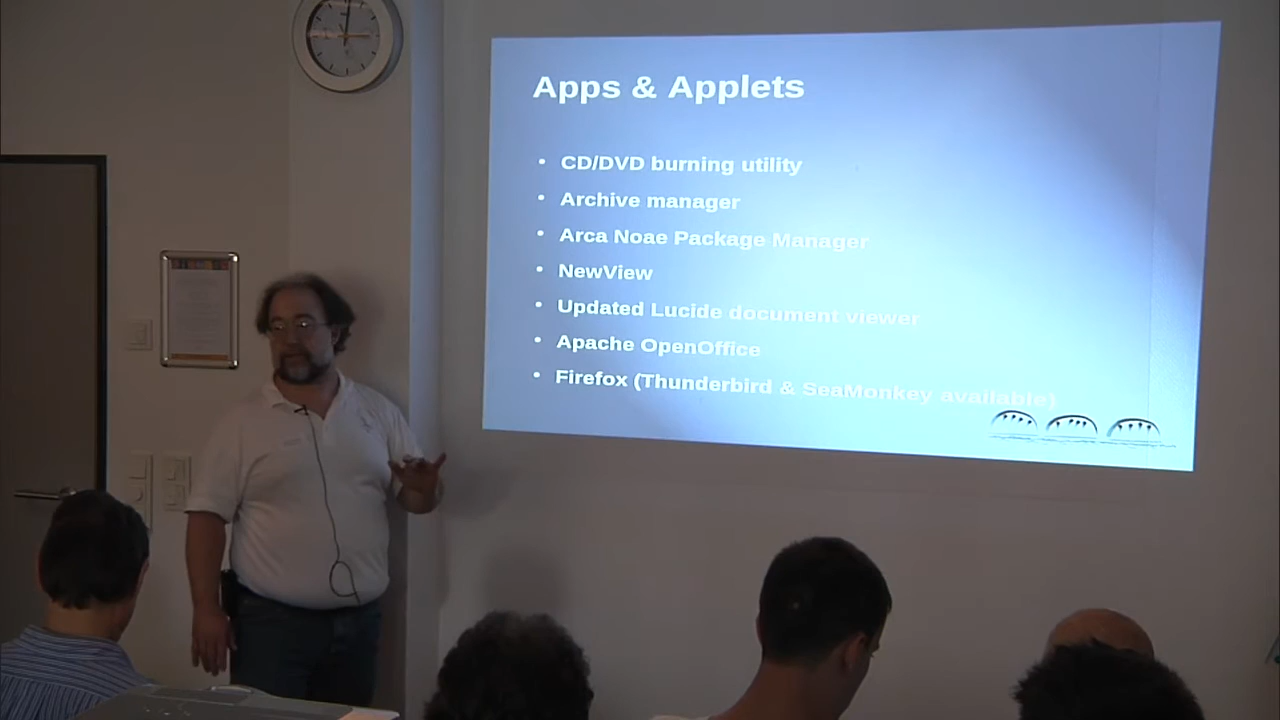 Apps & Applets
• CD/DVD burning utility
• Archive manager
• Arca Noae Package Manager
• NewView
• Updated Lucide document viewer
• Apache OpenOffice
• Firefox (Thunderbird & SeaMonkey available)